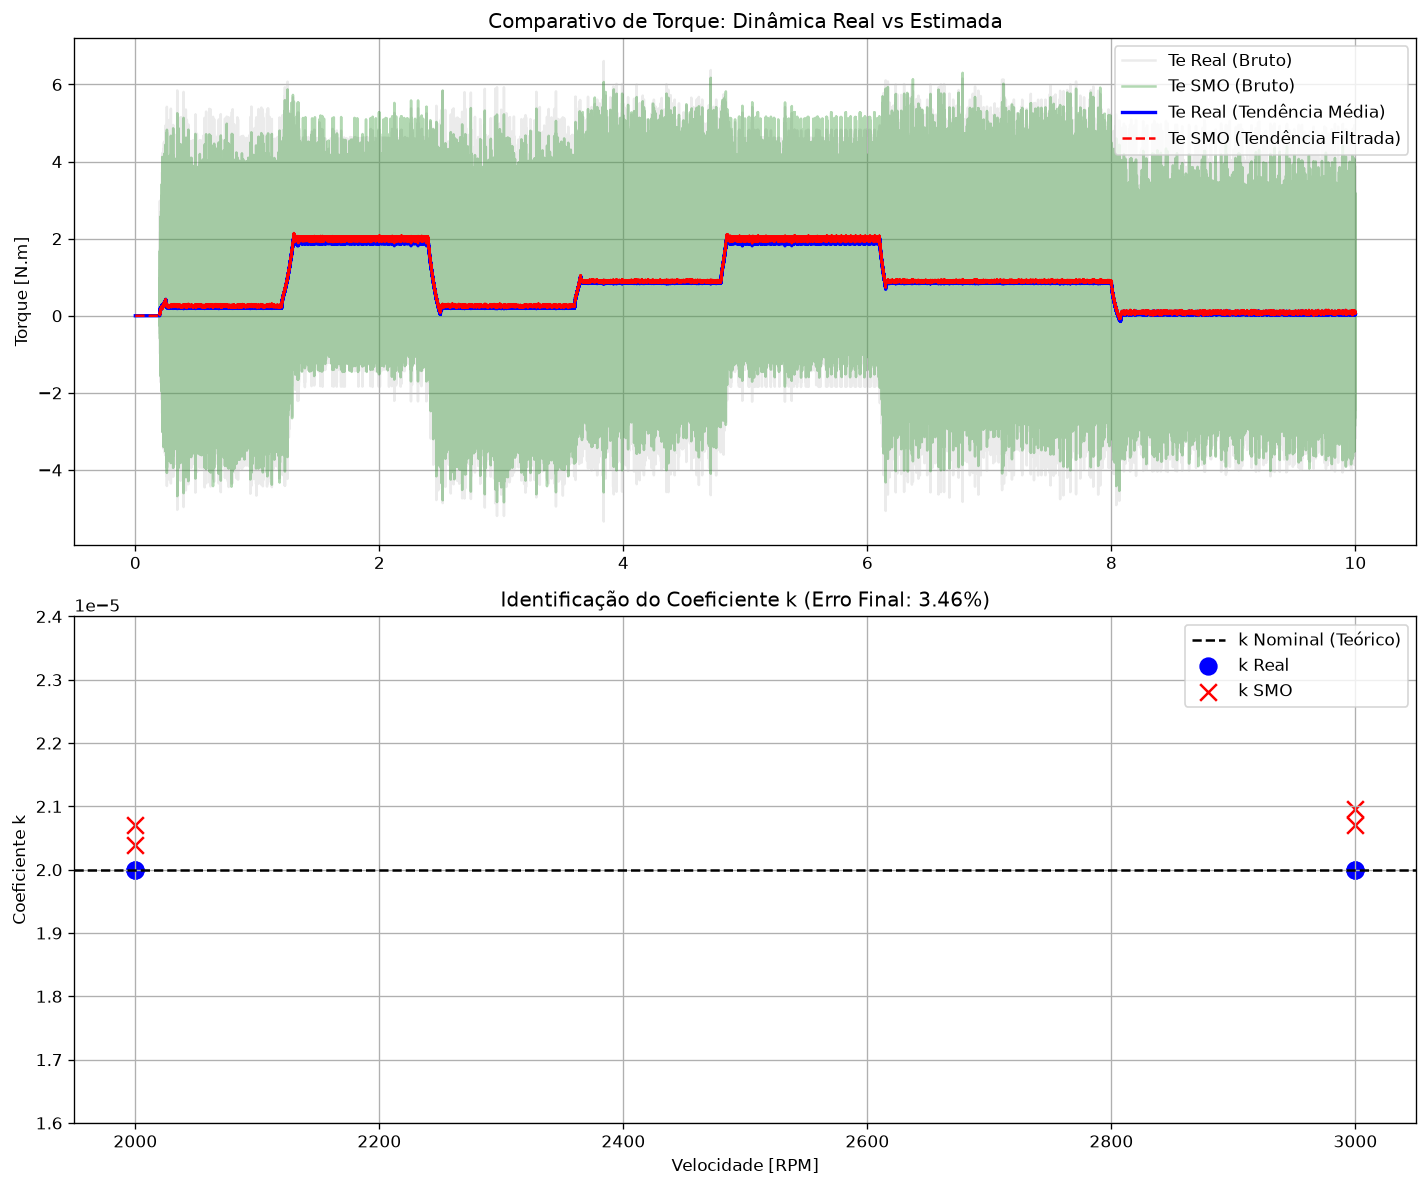 Comparativo de Torque: Dinâmica Real vs Estimada
Te Real (Bruto)
Te SMO (Bruto)
Te Real (Tendência Média)
Te SMO (Tendência Filtrada)
Torque [N.m]
6
4
2
0
−2
−4
0
2
4
6
8
10
Identificação do Coeficiente k (Erro Final: 3.46%)
1e−5
k Nominal (Teórico)
k Real
k SMO
Coeficiente k
2.4
2.3
2.2
2.1
2.0
1.9
1.8
1.7
1.6
2000
2200
2400
2600
2800
3000
Velocidade [RPM]